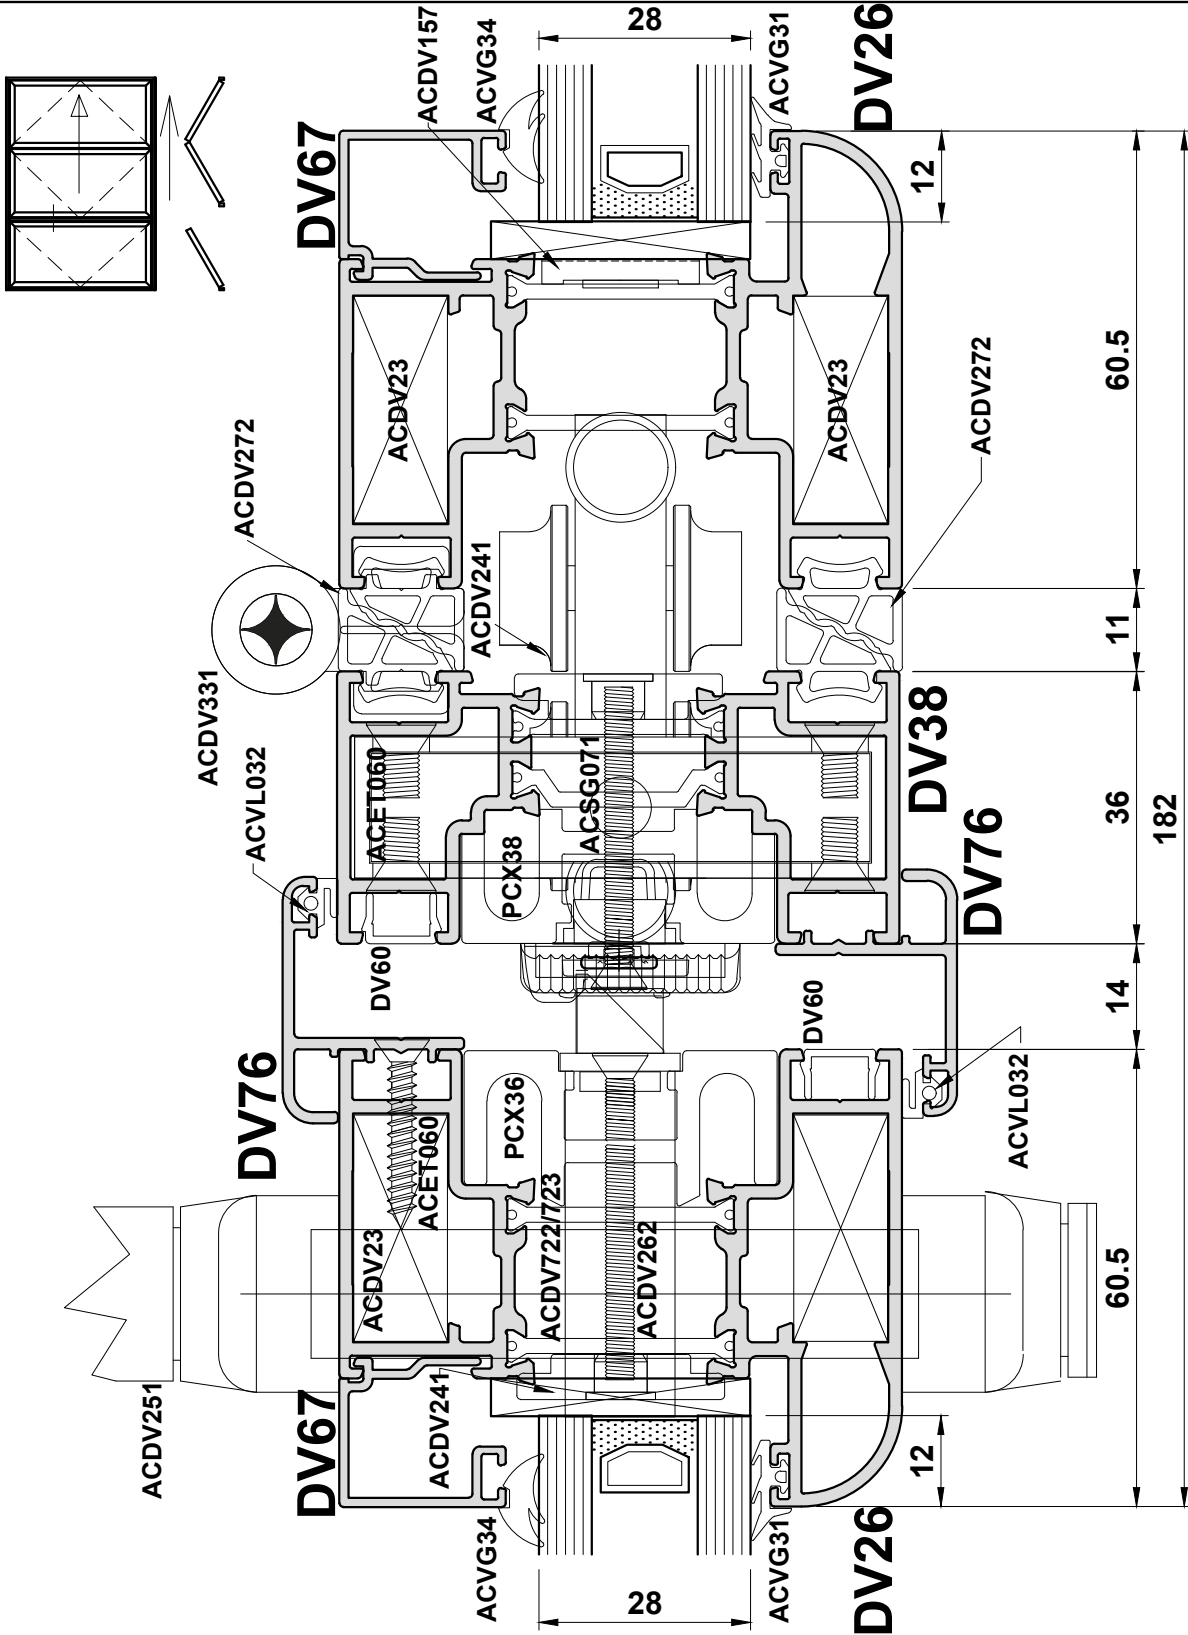 28
DV26
ACDV157
ACVG34
ACVG31
DV67
12
60.5
ACDV23
ACDV23
ACDV272
ACDV272
ACDV241
11
ACDV331
ACVL032
ACET060
ACSG071
DV38
36
182
PCX38
DV76
DV60
DV60
14
DV76
ACVL032
PCX36
ACET060
ACDV23
ACDV722/723
ACDV262
60.5
ACDV251
DV67
ACDV241
12
ACVG34
ACVG31
28
DV26